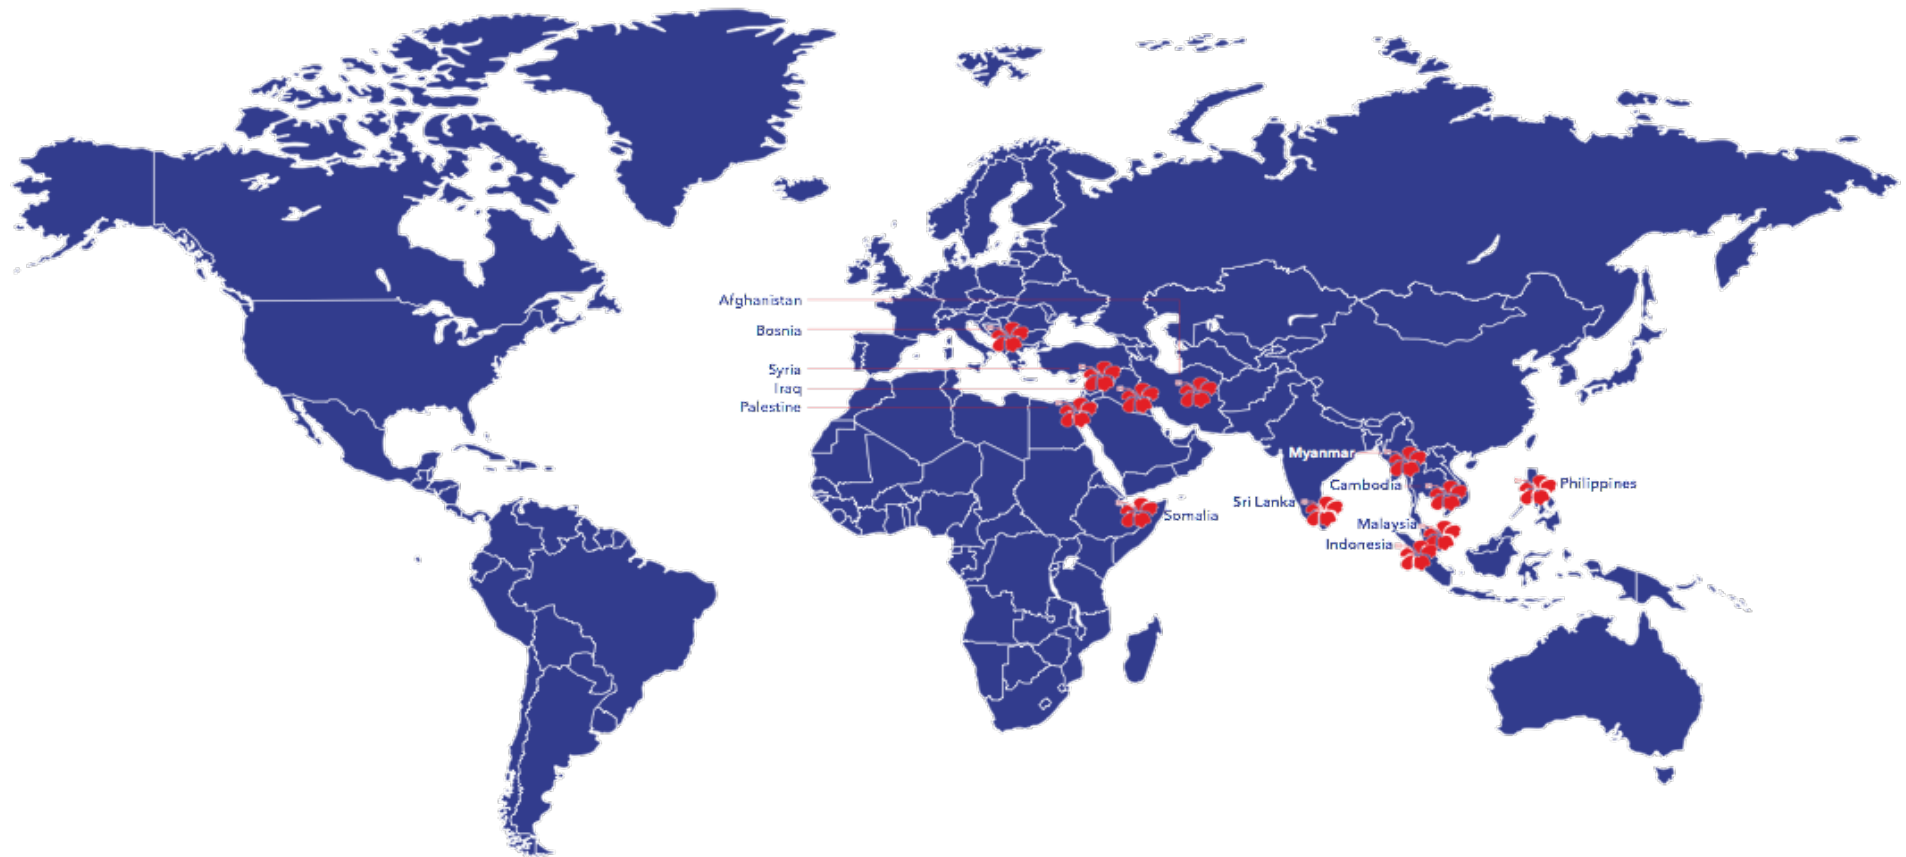 Afghanistan
Bosnia
Syria
Iraq
Palestine
Myanmar
Philippines
Cambodia
Sri Lanka
Somalia
Malaysia
Indonesia